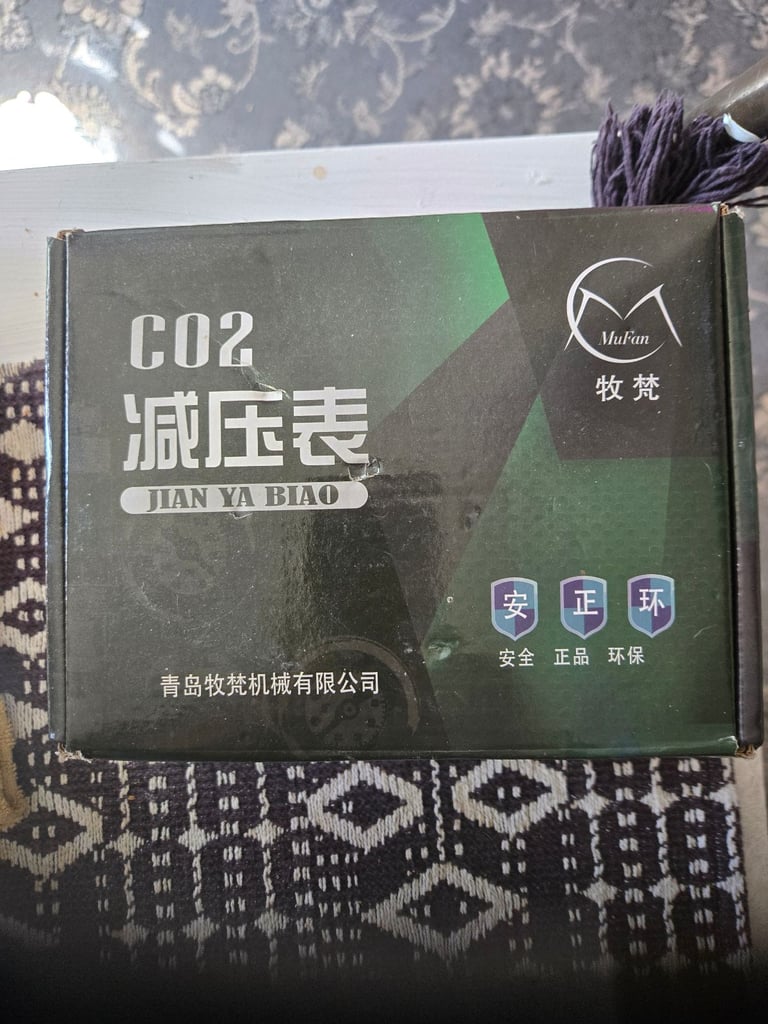 CO2
减压表
JIAN YA BIAO
MuFan
牧梵
安 正 环
安全 正品 环保
青岛牧梵机械有限公司